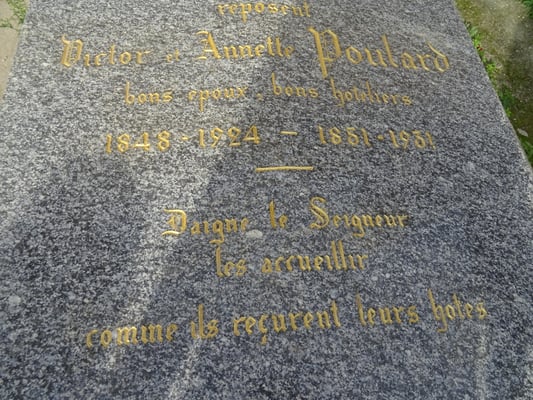 reposent
Victor et Annette Poulard
bons epoux, bons hôteliers
1848-1924 - 1851-1931
Daigne le Seigneur
les accueillir
comme ils reçurent leurs hôtes